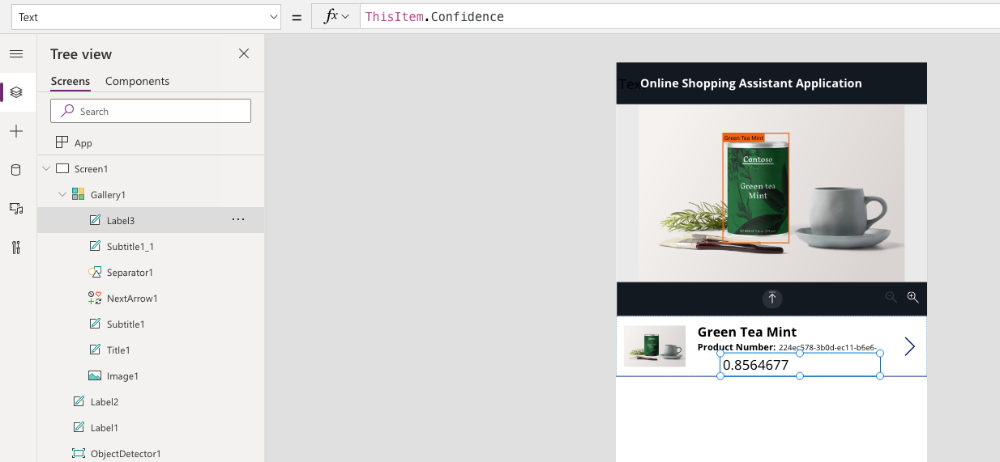 Text
=
fx
ThisItem.Confidence
Tree view
Screens
Components
Search
App
Screen1
Gallery1
Label3
Subtitle1_1
Separator1
NextArrow1
Subtitle1
Title1
Image1
Label2
Label1
ObjectDetector1
Tex
Online Shopping Assistant Application
Green Tea Mint
Contoso
Green tea
Mint
Green Tea Mint
Product Number: 224ec578-3b0d-ec11-b6e6-
0.8564677